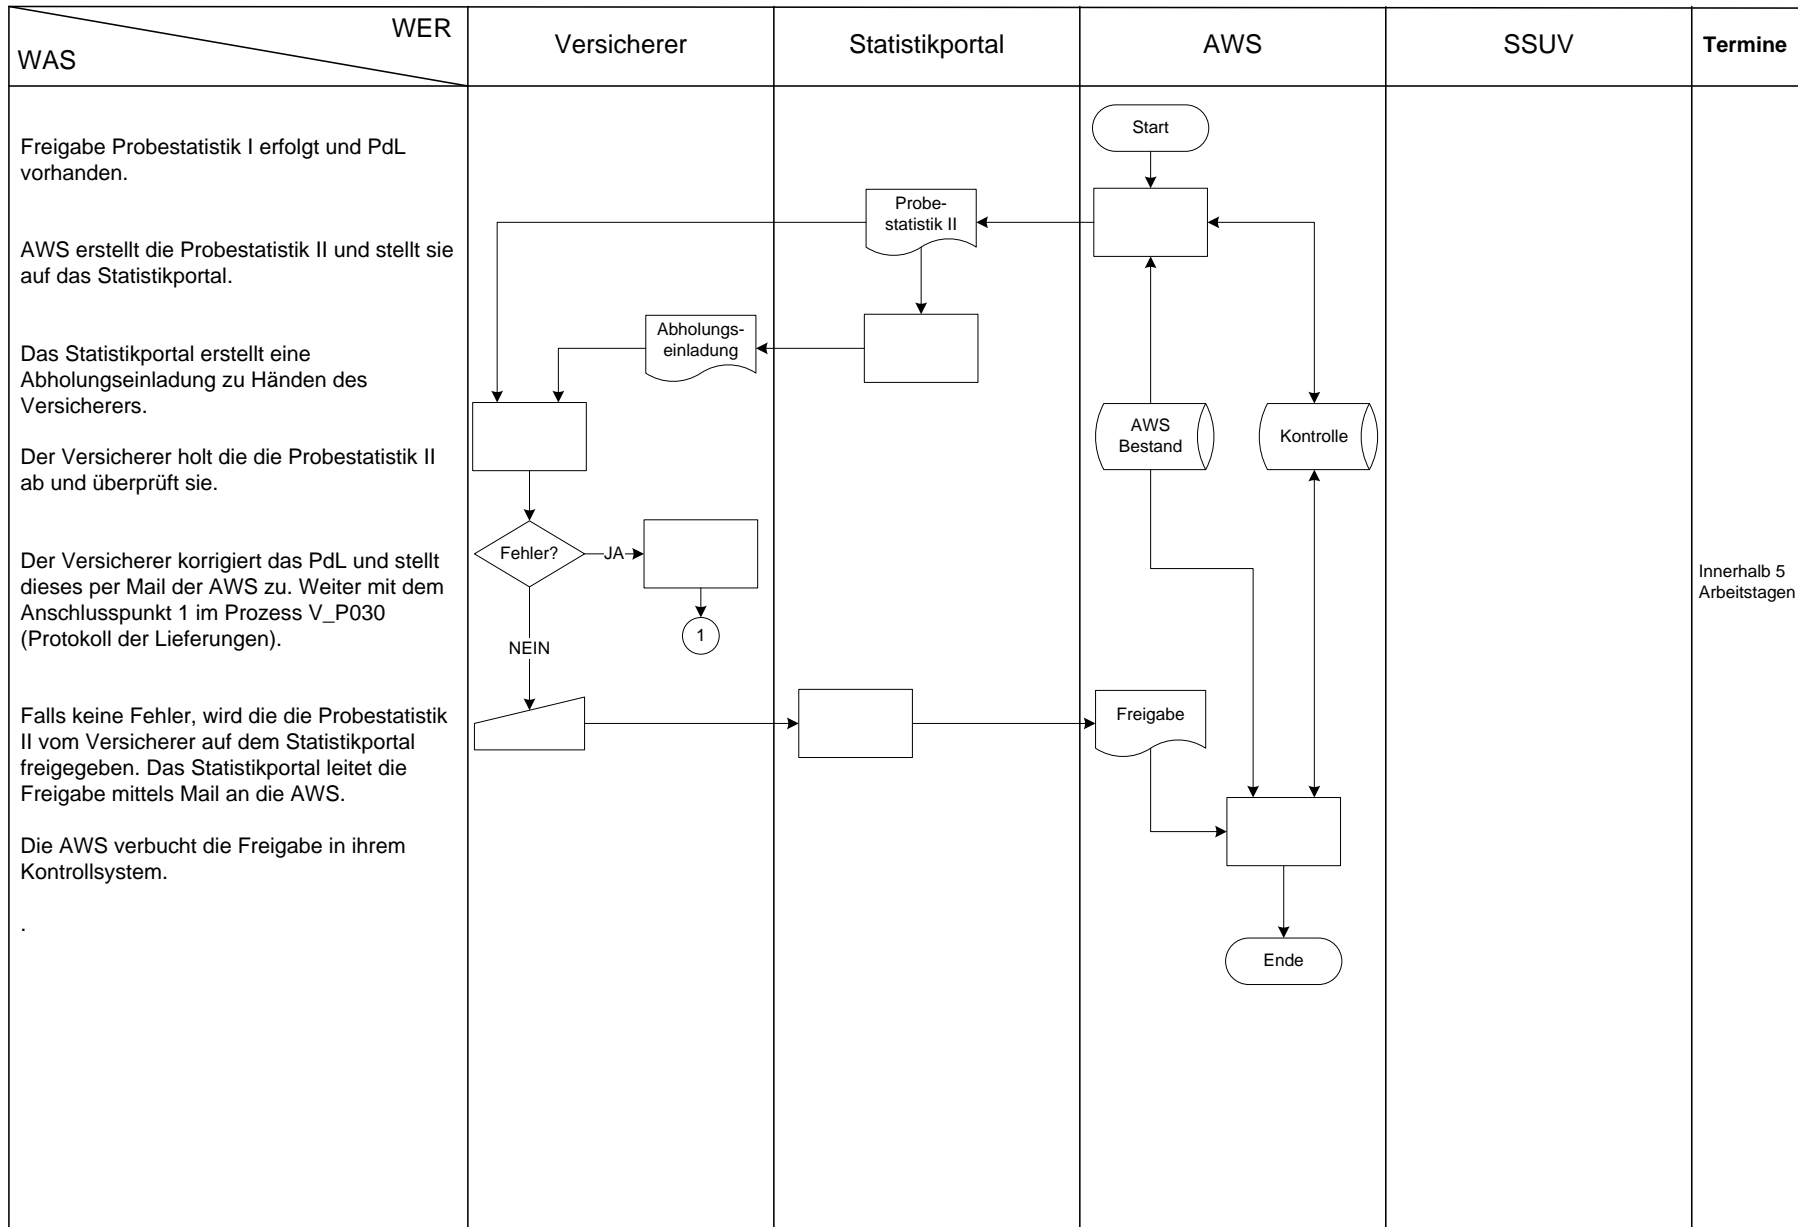 WER
WAS
Versicherer
Statistikportal
AWS
SSUV
Termine
Freigabe Probestatistik I erfolgt und PdL
vorhanden.
AWS erstellt die Probestatistik II und stellt sie
auf das Statistikportal.
Das Statistikportal erstellt eine
Abholungseinladung zu Händen des
Versicherers.
Der Versicherer holt die die Probestatistik II
ab und überprüft sie.
Der Versicherer korrigiert das PdL und stellt
dieses per Mail der AWS zu. Weiter mit dem
Anschlusspunkt 1 im Prozess V_P030
(Protokoll der Lieferungen).
Falls keine Fehler, wird die die Probestatistik
II vom Versicherer auf dem Statistikportal
freigegeben. Das Statistikportal leitet die
Freigabe mittels Mail an die AWS.
Die AWS verbucht die Freigabe in ihrem
Kontrollsystem.
.
Start
Probe-
statistik II
Abholungs-
einladung
AWS
Bestand
Kontrolle
Fehler?
JA
1
NEIN
Freigabe
Ende
Innerhalb 5
Arbeitstagen